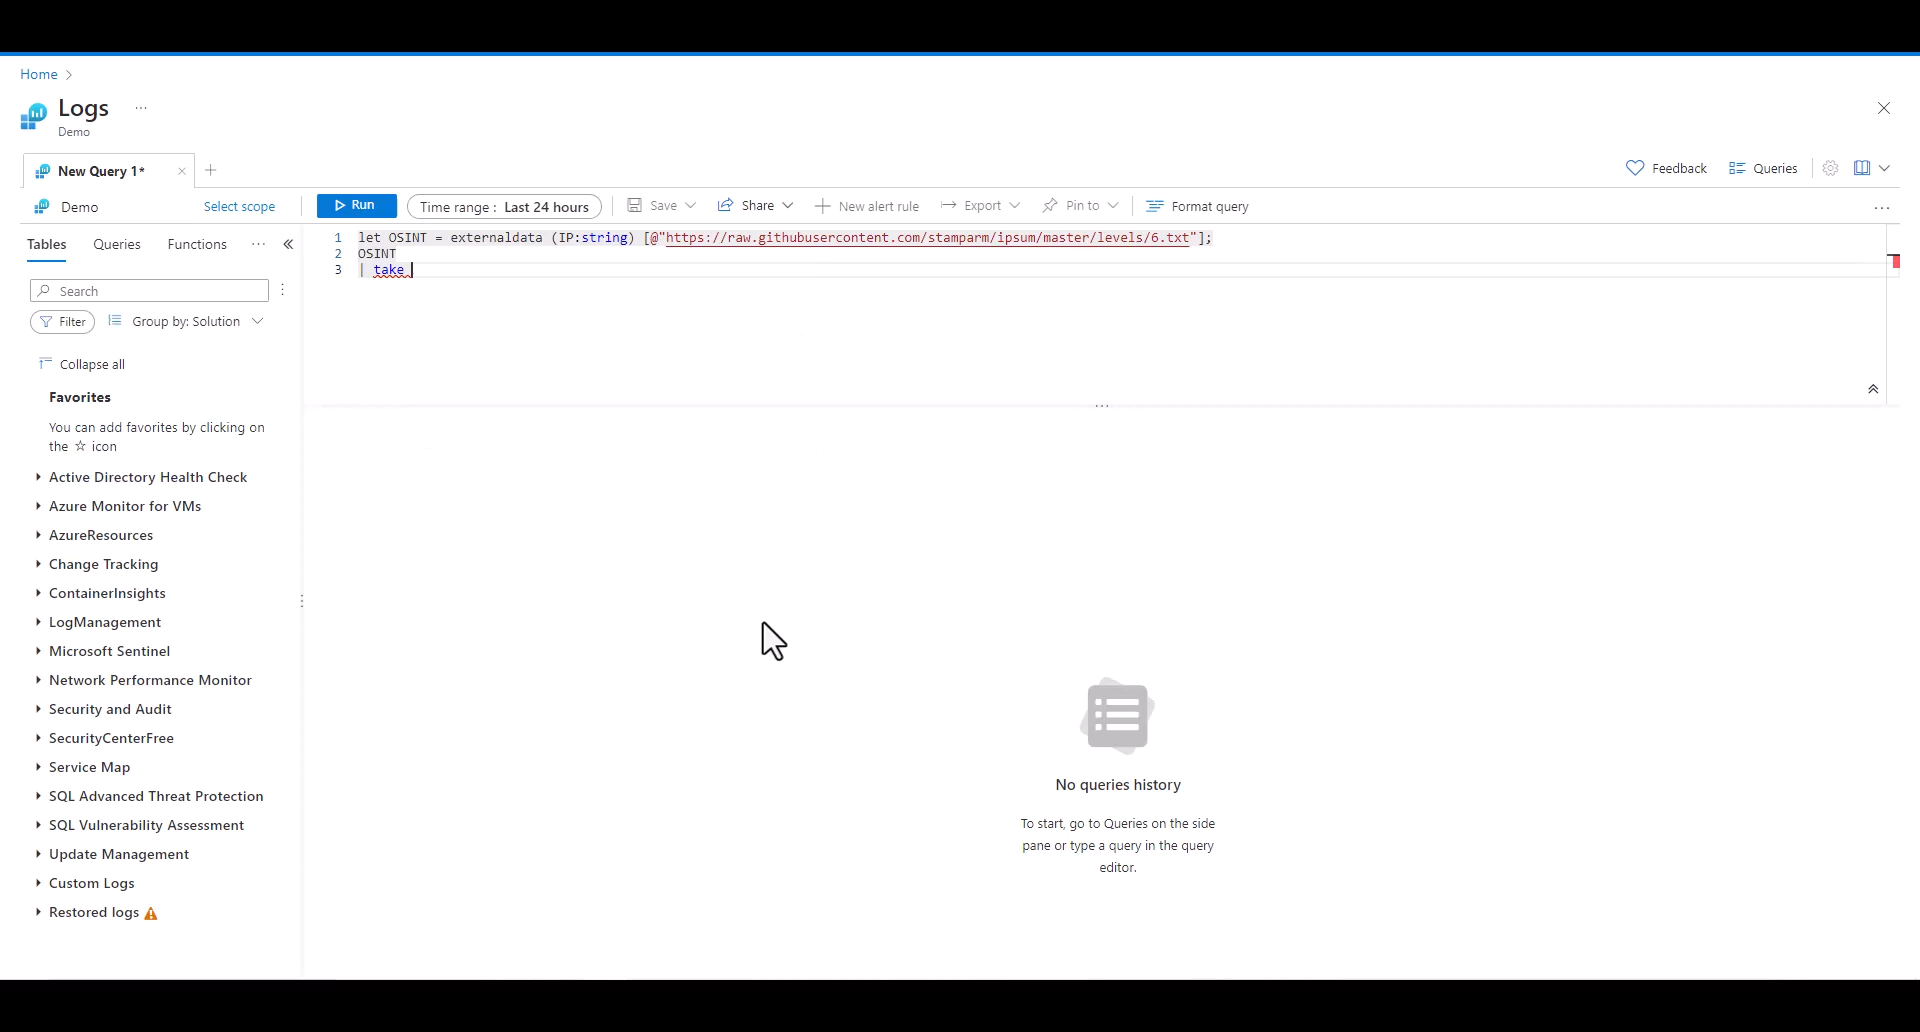 Home
Logs ...
Demo
New Query 1*
Feedback
Queries
Demo
Select scope
Run
Time range : Last 24 hours
Save
Share
New alert rule
Export
Pin to
Format query
...
Tables
Queries
Functions
...
1 let OSINT = externaldata (IP:string) [@"https://raw.githubusercontent.com/stamparm/ipsum/master/levels/6.txt"];
2 OSINT
3 | take
Search
Filter
Group by: Solution
Collapse all
Favorites
You can add favorites by clicking on
the ☆ icon
Active Directory Health Check
Azure Monitor for VMs
AzureResources
Change Tracking
ContainerInsights
LogManagement
Microsoft Sentinel
Network Performance Monitor
Security and Audit
SecurityCenterFree
Service Map
SQL Advanced Threat Protection
SQL Vulnerability Assessment
Update Management
Custom Logs
Restored logs
No queries history
To start, go to Queries on the side
pane or type a query in the query
editor.